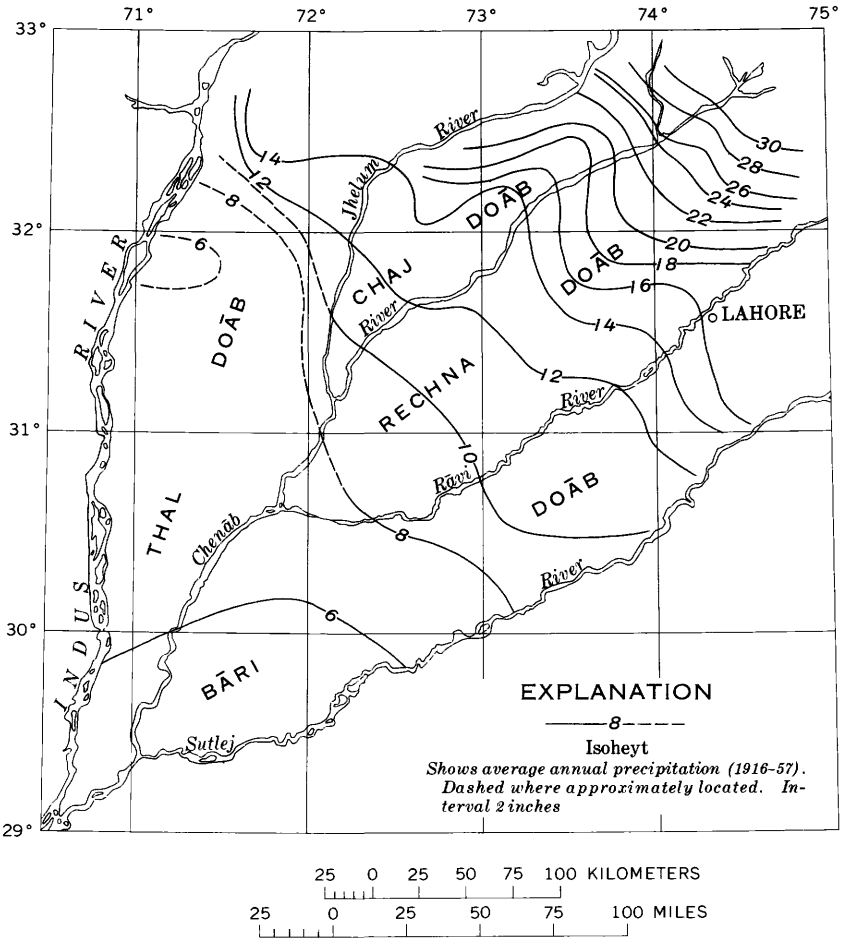 71° 72° 73° 74° 75°
33°
32°
31°
30°
29°
30
28
26
24
22
20
18
16
14
12
14
12
8
6
10
8
6
River
Jhelum
DOĀB
CHAJ
River
DOĀB
LAHORE
RIVER
DOĀB
RECHNA
River
Rāvi
DOĀB
THAL
Chenāb
River
INDUS
BĀRI
Sutlej
EXPLANATION
8
Isoheyt
Shows average annual precipitation (1916-57).
Dashed where approximately located. In-
terval 2 inches
25 0 25 50 75 100 KILOMETERS
25 0 25 50 75 100 MILES